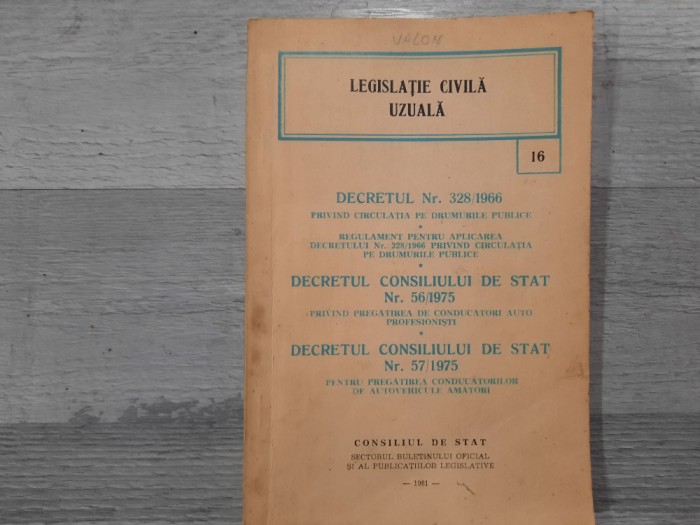 VALON
LEGISLAȚIE CIVILĂ
UZUALĂ
16
DECRETUL Nr. 328/1966
PRIVIND CIRCULAȚIA PE DRUMURILE PUBLICE
*
REGULAMENT PENTRU APLICAREA
DECRETULUI Nr. 328/1966 PRIVIND CIRCULAȚIA
PE DRUMURILE PUBLICE
*
DECRETUL CONSILIULUI DE STAT
Nr. 56/1975
PRIVIND PREGĂTIREA DE CONDUCĂTORI AUTO
PROFESIONIȘTI
*
DECRETUL CONSILIULUI DE STAT
Nr. 57/1975
PENTRU PREGĂTIREA CONDUCĂTORILOR
DE AUTOVEHICULE AMATORI
CONSILIUL DE STAT
SECTORUL BULETINULUI OFICIAL
ȘI AL PUBLICAȚIILOR LEGISLATIVE
— 1981 —